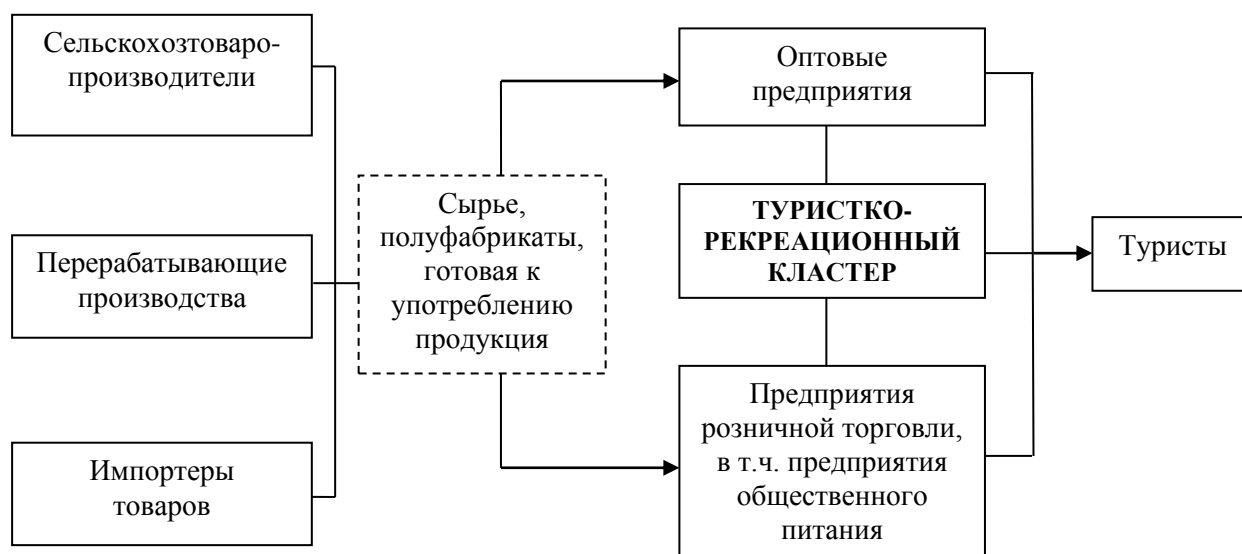 Сельскохозтоваро-
производители
Перерабатывающие
производства
Импортеры
товаров
Сырье,
полуфабрикаты,
готовая к
употреблению
продукция
Оптовые
предприятия
ТУРИСТКО-
РЕКРЕАЦИОННЫЙ
КЛАСТЕР
Предприятия
розничной торговли,
в т.ч. предприятия
общественного
питания
Туристы